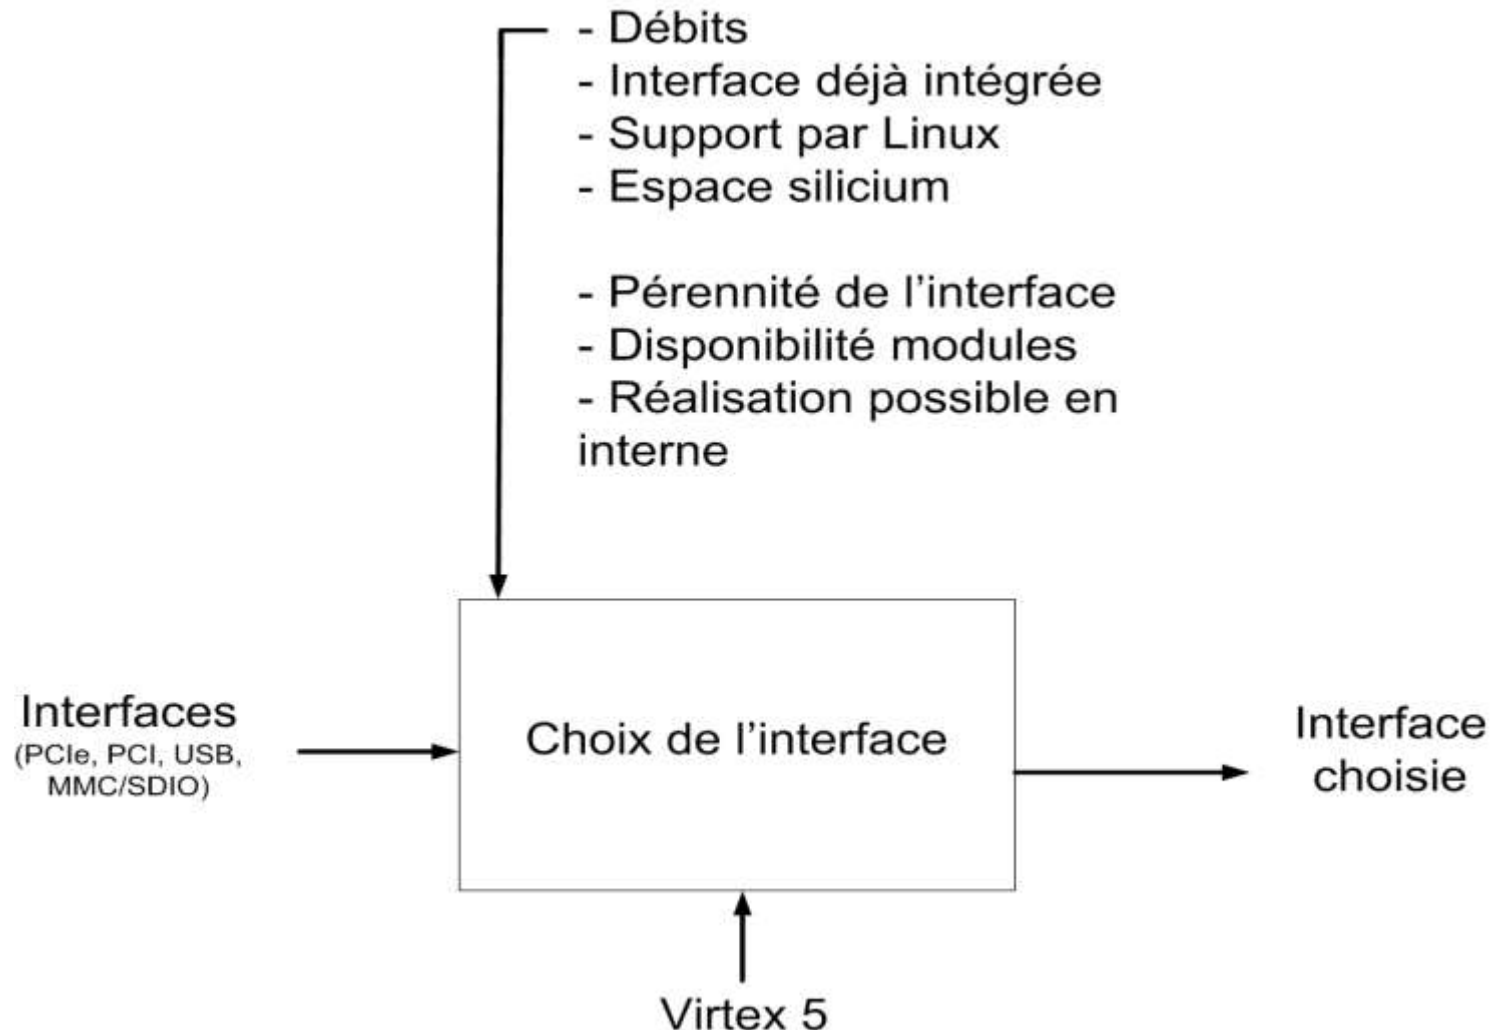 - Débits
- Interface déjà intégrée
- Support par Linux
- Espace silicium
- Pérennité de l’interface
- Disponibilité modules
- Réalisation possible en
interne
Interfaces
(PCIe, PCI, USB,
MMC/SDIO)
Choix de l’interface
Interface
choisie
Virtex 5